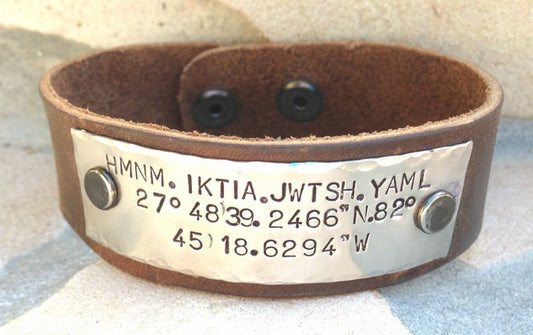 HMNM. IKTIA.JWTSH. YAML
27° 48'39. 2466"N.82°
45' 18.6294"W